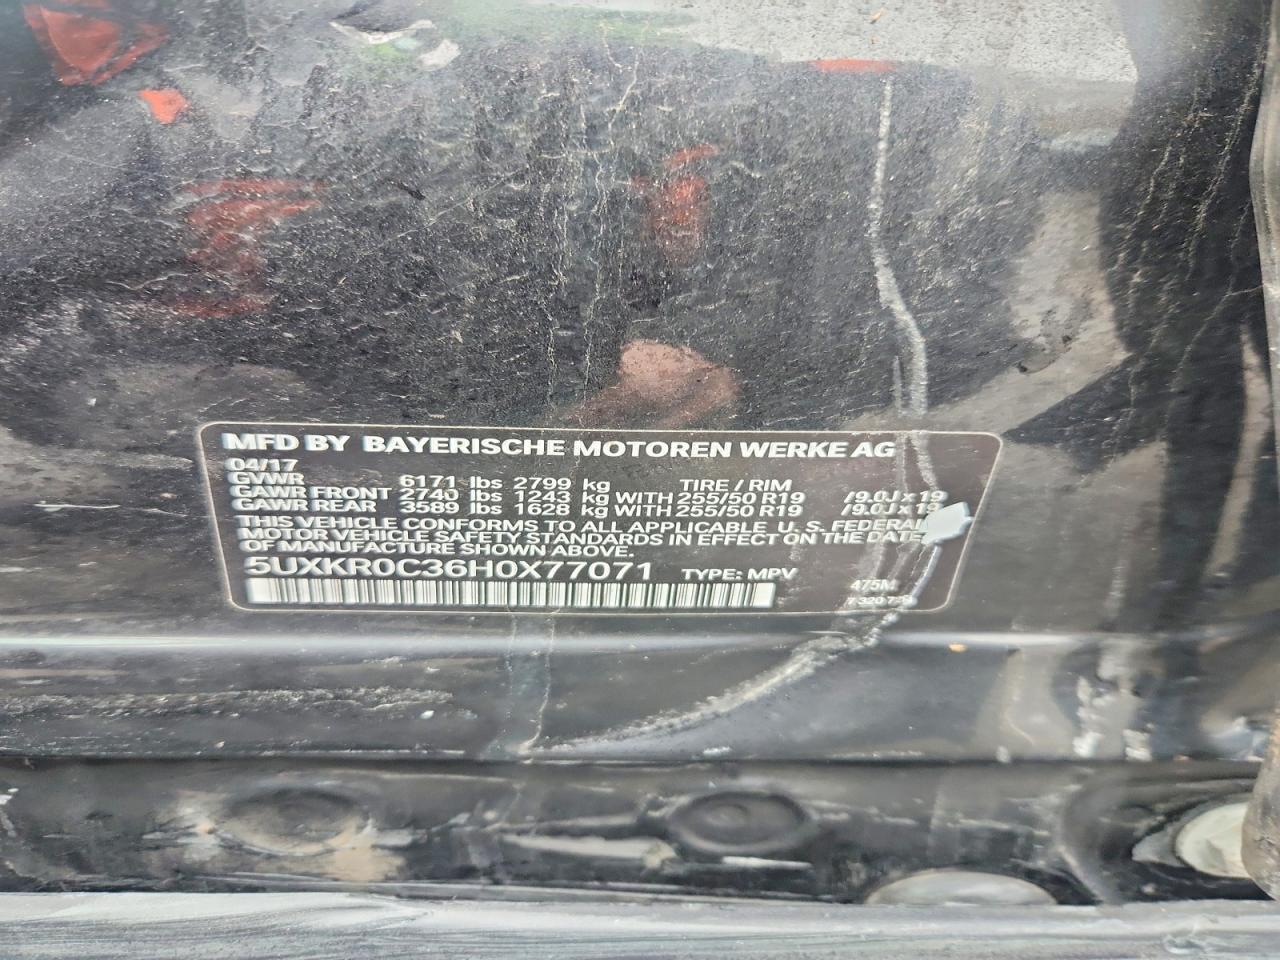 MFD BY BAYERISCHE MOTOREN WERKE AG
04/17
GVWR 6171 lbs 2799 kg TIRE / RIM
GAWR FRONT 2740 lbs 1243 kg WITH 255/50 R19 /9.0J x 19
GAWR REAR 3589 lbs 1628 kg WITH 255/50 R19 /9.0J x 19
THIS VEHICLE CONFORMS TO ALL APPLICABLE U.S. FEDERAL
MOTOR VEHICLE SAFETY STANDARDS IN EFFECT ON THE DATE
OF MANUFACTURE SHOWN ABOVE.
5UXKR0C36H0X77071 TYPE: MPV 475M
7 320